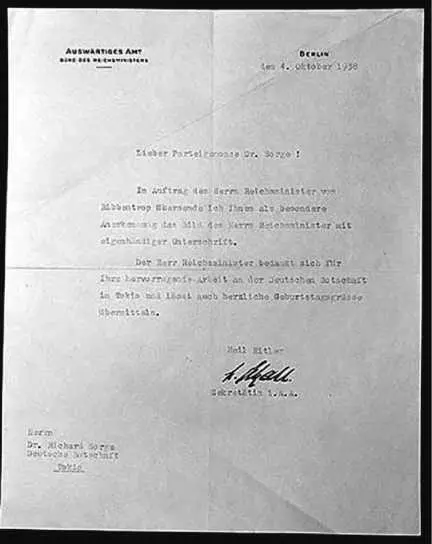 AUSWÄRTIGES AMT
BÜRO DES REICHSMINISTERS
BERLIN
den 4. Oktober 1938
Lieber Parteigenosse Dr. Sorge !
Im Auftrag des Herrn Reichsminister von
Ribbentrop übersende ich Ihnen als besondere
Anerkennung das Bild des Herrn Reichsminister mit
eigenhändiger Unterschrift.
Der Herr Reichsminister bedankt sich für
Ihre hervorragende Arbeit an der Deutschen Botschaft
in Tokio und lässt auch herzliche Geburtstagsgrüsse
übermitteln.
Heil Hitler
Sekretätin i.A.A.
Herrn
Dr. Richard Sorge
Deutsche Botschaft
Tokio